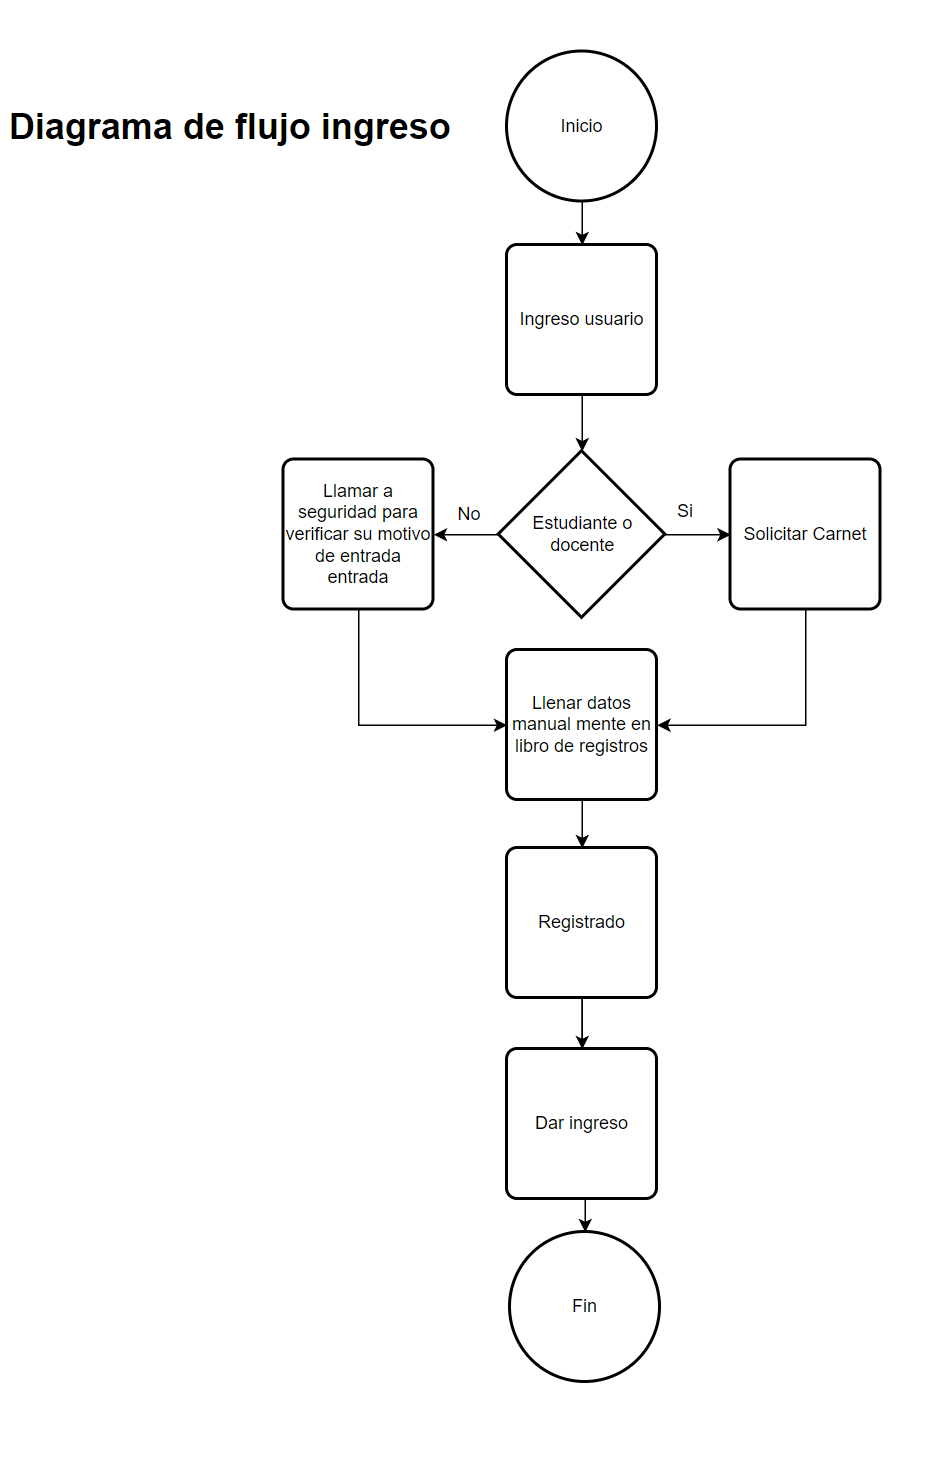 Diagrama de flujo ingreso
Inicio
Ingreso usuario
Estudiante o
docente
No
Si
Llamar a
seguridad para
verificar su motivo
de entrada
entrada
Solicitar Carnet
Llenar datos
manual mente en
libro de registros
Registrado
Dar ingreso
Fin